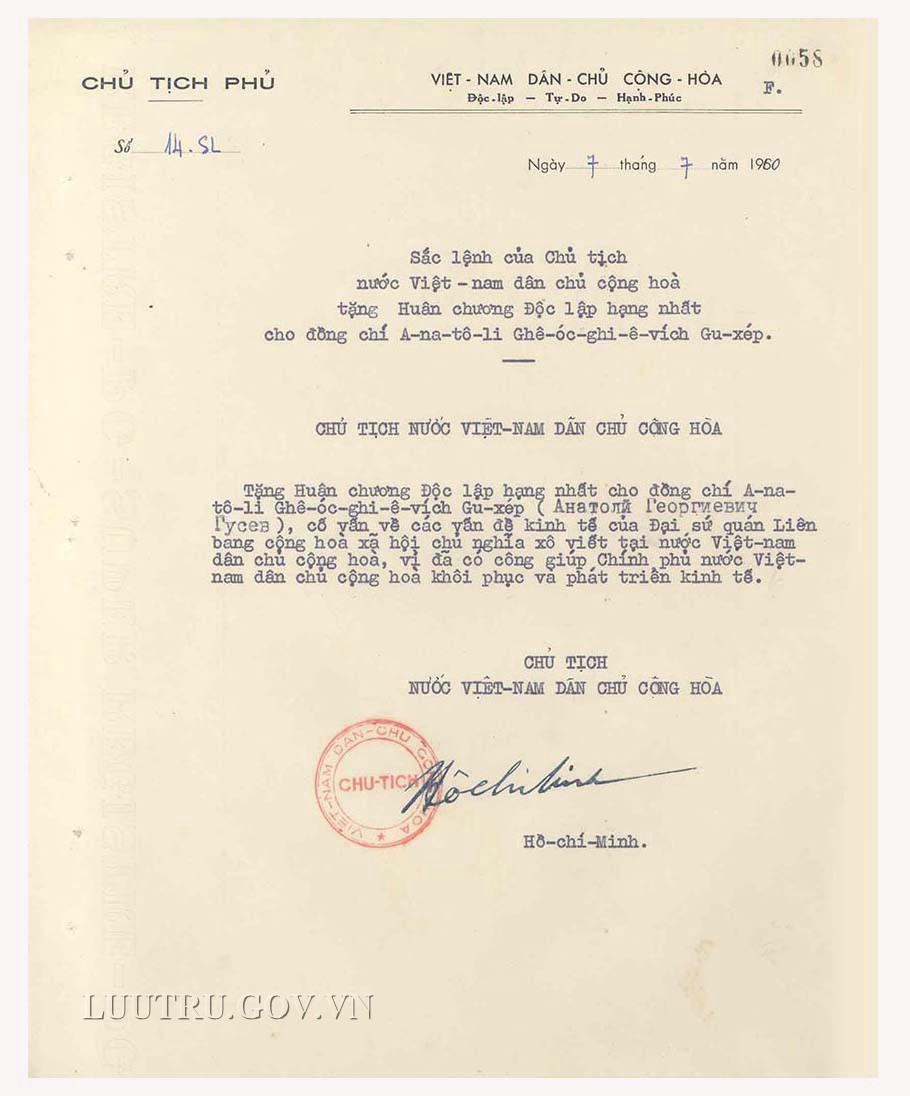 0058
CHỦ TỊCH PHỦ
VIỆT - NAM DÂN - CHỦ CỘNG - HÒA
F.
Độc-lập — Tự-Do — Hạnh-Phúc
Số 14.SL
Ngày 7 tháng 7 năm 1960
Sắc lệnh của Chủ tịch
nước Việt-nam dân chủ cộng hoà
tặng Huân chương Độc lập hạng nhất
cho đồng chí A-na-tô-li Ghê-óc-ghi-ê-vích Gu-xép.
CHỦ TỊCH NƯỚC VIỆT-NAM DÂN CHỦ CỘNG HÒA
Tặng Huân chương Độc lập hạng nhất cho đồng chí A-na-
tô-li Ghê-óc-ghi-ê-vích Gu-xép ( Анатолий Георгиевич
Гусев ), cố vấn về các vấn đề kinh tế của Đại sứ quán Liên
bang cộng hoà xã hội chủ nghĩa xô viết tại nước Việt-nam
dân chủ cộng hoà, vì đã có công giúp Chính phủ nước Việt-
nam dân chủ cộng hoà khôi phục và phát triển kinh tế.
CHỦ TỊCH
NƯỚC VIỆT-NAM DÂN CHỦ CỘNG HÒA
VIỆT-NAM DÂN-CHỦ CỘNG HÒA
CHỦ-TỊCH
Hồ Chí Minh
Hồ-chí-Minh.
LUUTRU.GOV.VN